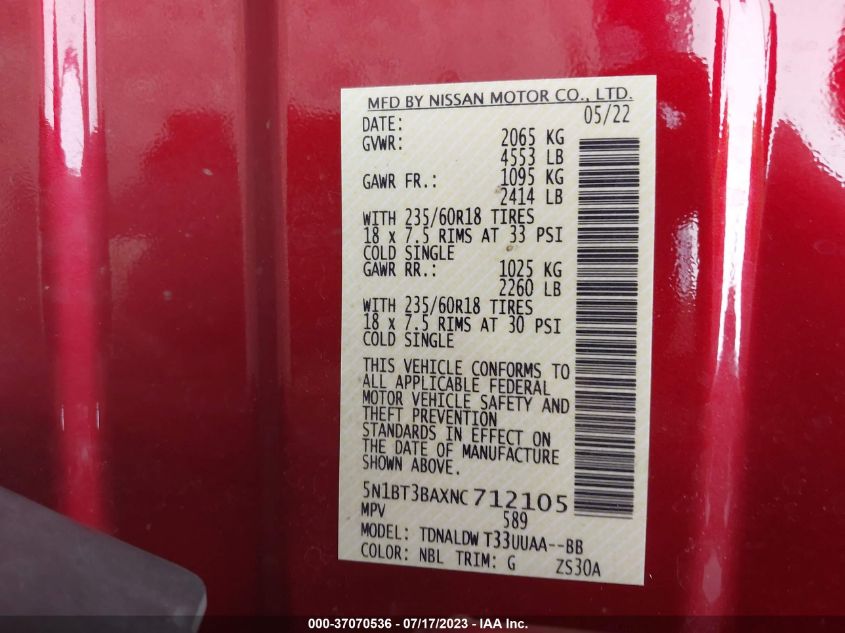 MFD BY NISSAN MOTOR CO., LTD.
DATE: 05/22
GVWR: 2065 KG
4553 LB
GAWR FR.: 1095 KG
2414 LB
WITH 235/60R18 TIRES
18 x 7.5 RIMS AT 33 PSI
COLD SINGLE
GAWR RR.: 1025 KG
2260 LB
WITH 235/60R18 TIRES
18 x 7.5 RIMS AT 30 PSI
COLD SINGLE
THIS VEHICLE CONFORMS TO
ALL APPLICABLE FEDERAL
MOTOR VEHICLE SAFETY AND
THEFT PREVENTION
STANDARDS IN EFFECT ON
THE DATE OF MANUFACTURE
SHOWN ABOVE.
5N1BT3BAXNC712105
MPV 589
MODEL: TDNALDW T33UUAA--BB
COLOR: NBL TRIM: G ZS30A
000-37070536 - 07/17/2023 - IAA Inc.